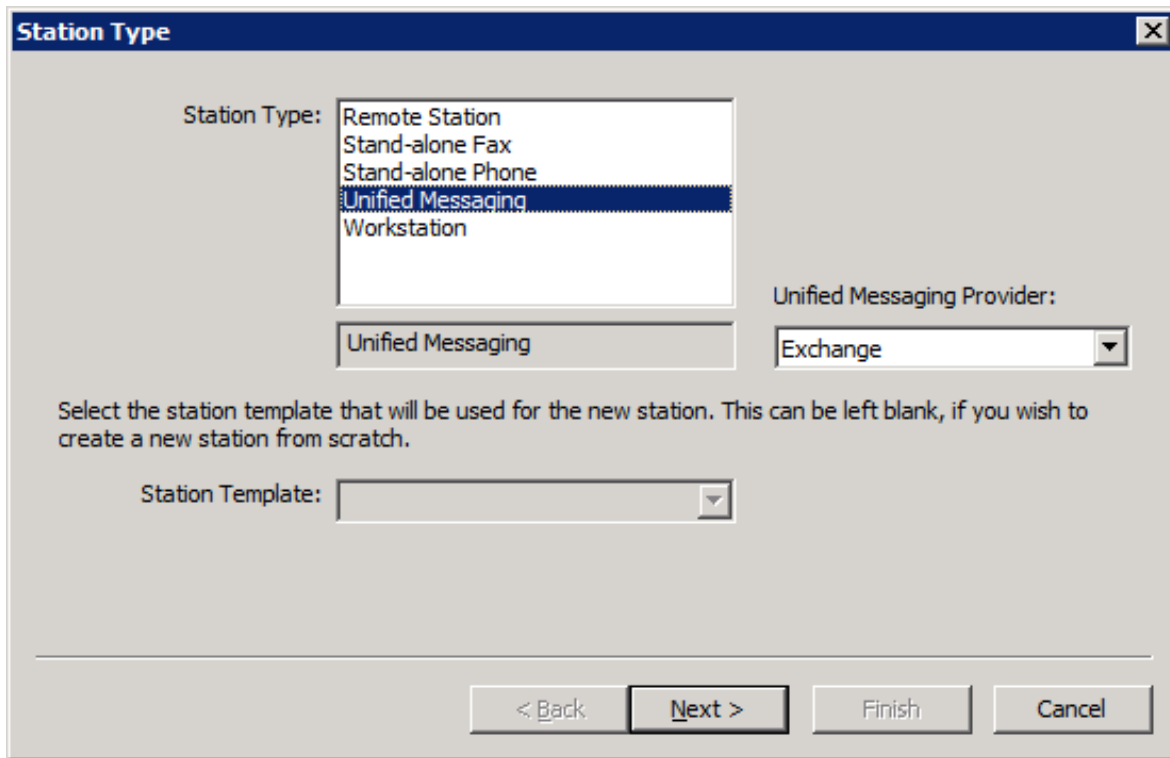 Station Type
Station Type:
Remote Station
Stand-alone Fax
Stand-alone Phone
Unified Messaging
Workstation
Unified Messaging Provider:
Unified Messaging
Exchange
Select the station template that will be used for the new station. This can be left blank, if you wish to
create a new station from scratch.
Station Template:
< Back
Next >
Finish
Cancel